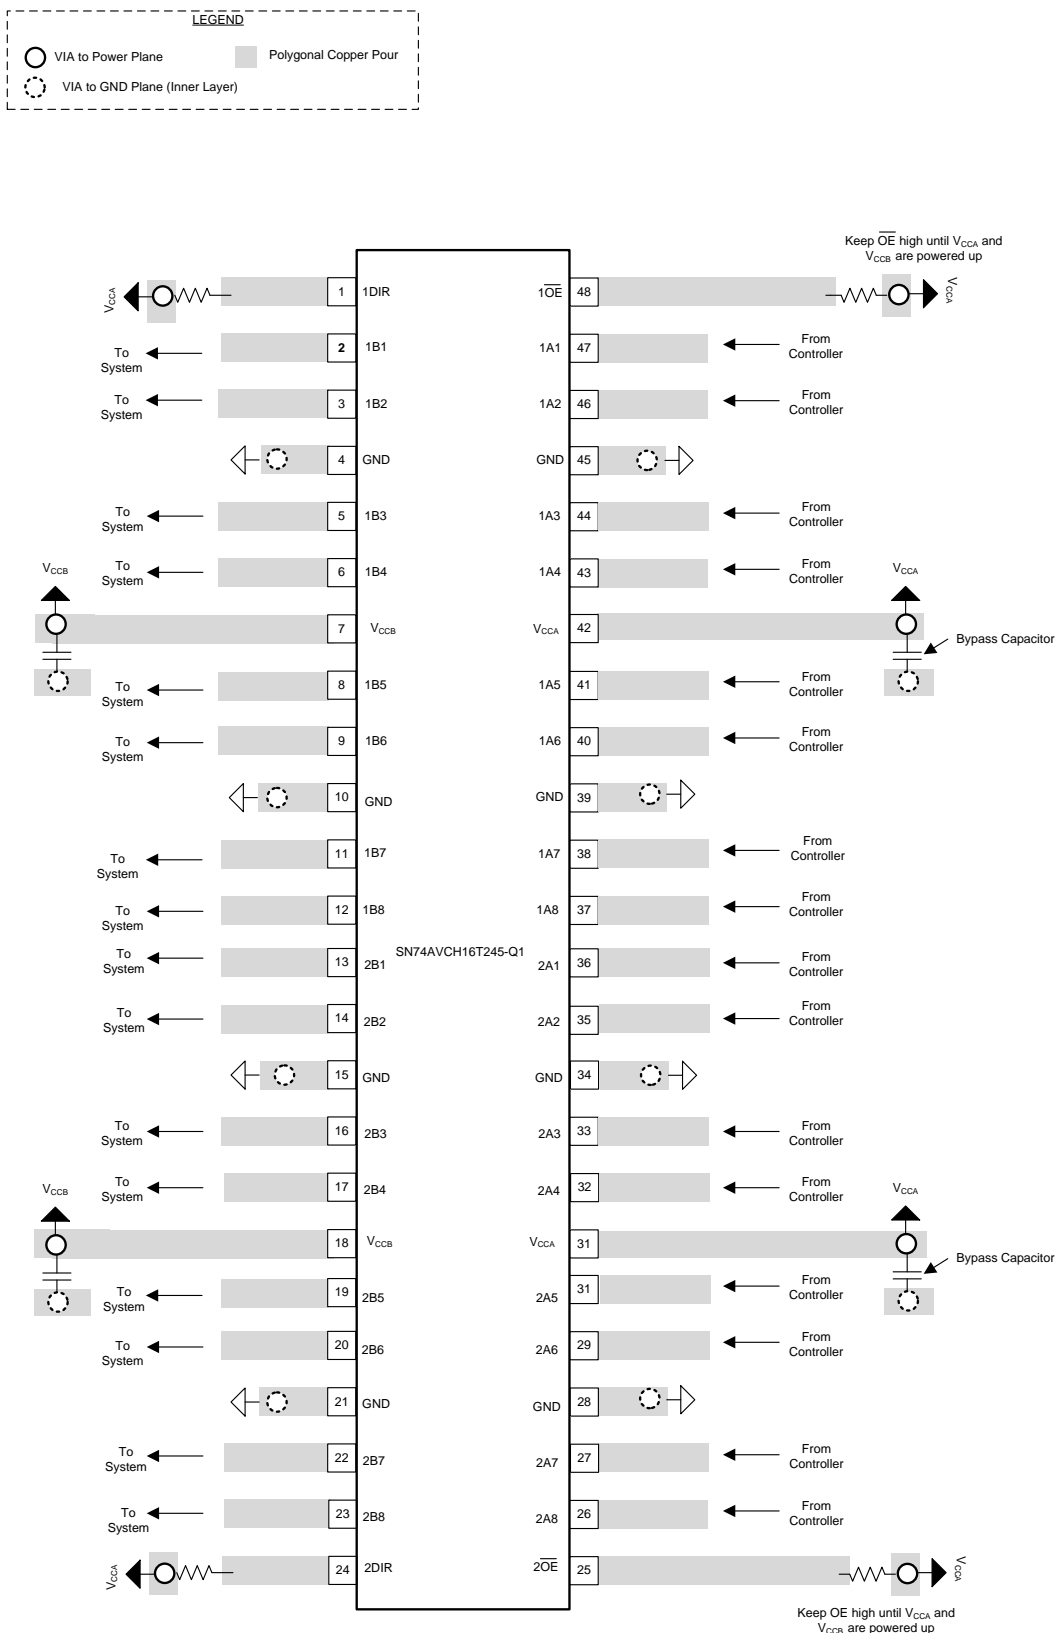 LEGEND
VIA to Power Plane
Polygonal Copper Pour
VIA to GND Plane (Inner Layer)
Keep O̅E̅ high until VCCA and
VCCB are powered up
VCCA 1 1DIR 1O̅E̅ 48 VCCA
To
System
2 1B1 1A1 47
From
Controller
To
System
3 1B2 1A2 46
From
Controller
4 GND GND 45
To
System
5 1B3 1A3 44
From
Controller
To
System
6 1B4 1A4 43
From
Controller
VCCB
VCCA
7 VCCB VCCA 42
Bypass Capacitor
To
System
8 1B5 1A5 41
From
Controller
To
System
9 1B6 1A6 40
From
Controller
10 GND GND 39
To
System
11 1B7 1A7 38
From
Controller
To
System
12 1B8 1A8 37
From
Controller
SN74AVCH16T245-Q1
To
System
13 2B1 2A1 36
From
Controller
To
System
14 2B2 2A2 35
From
Controller
15 GND GND 34
To
System
16 2B3 2A3 33
From
Controller
To
System
17 2B4 2A4 32
From
Controller
VCCB
VCCA
18 VCCB VCCA 31
Bypass Capacitor
To
System
19 2B5 2A5 31
From
Controller
To
System
20 2B6 2A6 29
From
Controller
21 GND GND 28
To
System
22 2B7 2A7 27
From
Controller
To
System
23 2B8 2A8 26
From
Controller
VCCA 24 2DIR 2O̅E̅ 25 VCCA
Keep OE high until VCCA and
VCCB are powered up